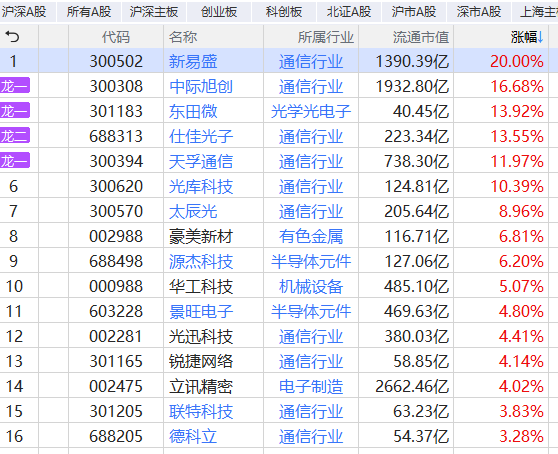 沪深A股 所有A股 沪深主板 创业板 科创板 北证A股 沪市A股 深市A股 上海主
代码 名称 所属行业 流通市值 涨幅↓
1 300502 新易盛 通信行业 1390.39亿 20.00%
龙一 300308 中际旭创 通信行业 1932.80亿 16.68%
龙一 301183 东田微 光学光电子 40.45亿 13.92%
龙二 688313 仕佳光子 通信行业 223.34亿 13.55%
龙一 300394 天孚通信 通信行业 738.30亿 11.97%
6 300620 光库科技 通信行业 124.81亿 10.39%
7 300570 太辰光 通信行业 205.64亿 8.96%
8 002988 豪美新材 有色金属 116.71亿 6.81%
9 688498 源杰科技 半导体元件 127.06亿 6.20%
10 000988 华工科技 机械设备 485.10亿 5.07%
11 603228 景旺电子 半导体元件 469.63亿 4.80%
12 002281 光迅科技 通信行业 380.03亿 4.41%
13 301165 锐捷网络 通信行业 58.85亿 4.14%
14 002475 立讯精密 电子制造 2662.46亿 4.02%
15 301205 联特科技 通信行业 63.23亿 3.83%
16 688205 德科立 通信行业 54.37亿 3.28%